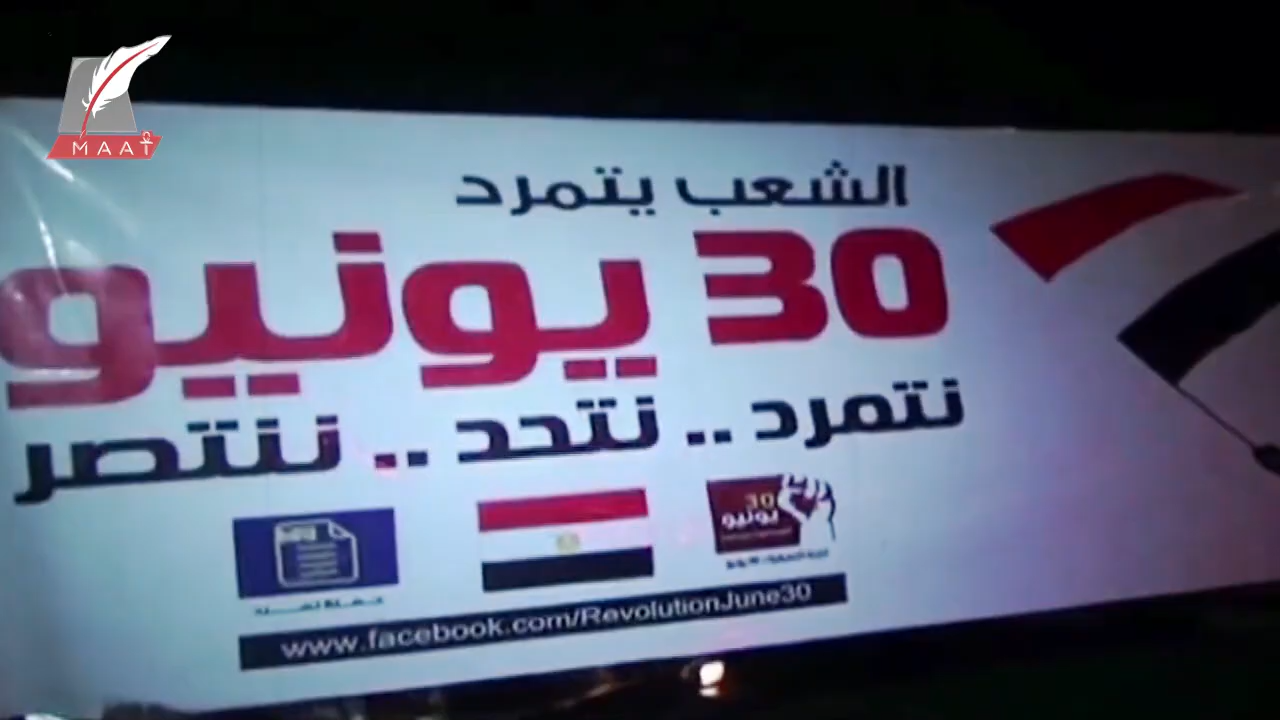 MAAT
الشعب يتمرد
30 يونيو
نتمرد .. نتحد .. ننتصر
30
يونيو
www.facebook.com/RevolutionJune30